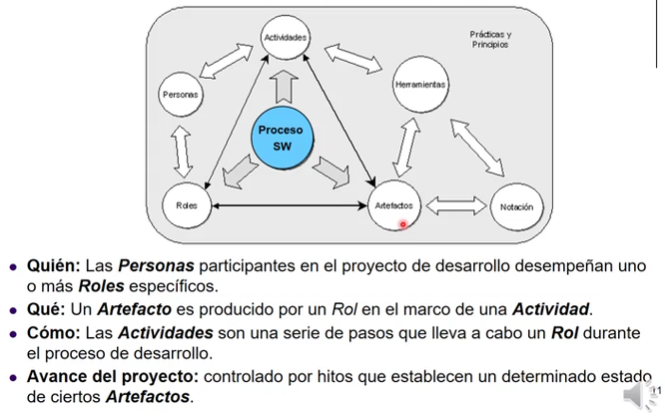 Actividades
Prácticas y
Principios
Herramientas
Personas
Proceso
SW
Roles
Artefactos
Notación
• Quién: Las Personas participantes en el proyecto de desarrollo desempeñan uno
o más Roles específicos.
• Qué: Un Artefacto es producido por un Rol en el marco de una Actividad.
• Cómo: Las Actividades son una serie de pasos que lleva a cabo un Rol durante
el proceso de desarrollo.
• Avance del proyecto: controlado por hitos que establecen un determinado estado
de ciertos Artefactos.